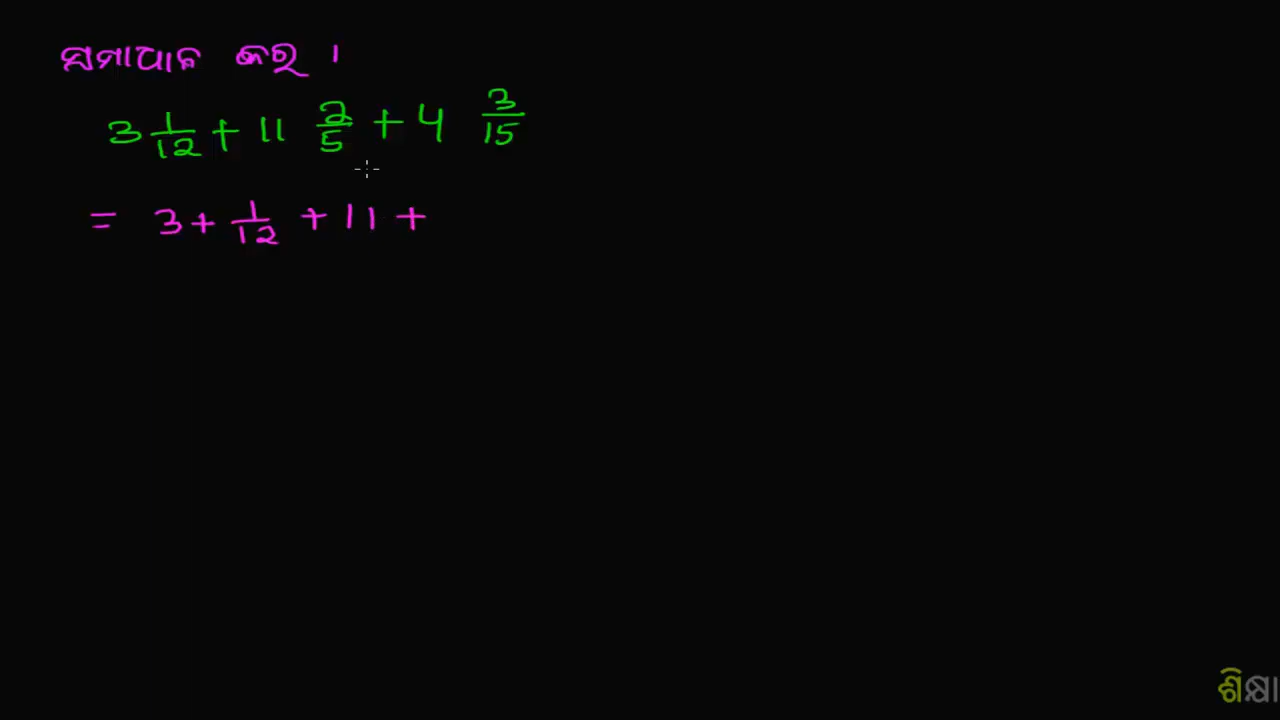 ସମାଧାନ କର ।
3 1/12 + 11 2/5 + 4 3/15
= 3 + 1/12 + 11 +
ଶିକ୍ଷା